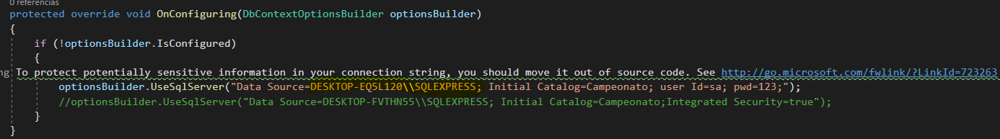 0 referencias
protected override void OnConfiguring(DbContextOptionsBuilder optionsBuilder)
{
if (!optionsBuilder.IsConfigured)
{
ng To protect potentially sensitive information in your connection string, you should move it out of source code. See http://go.microsoft.com/fwlink/?LinkId=723263
optionsBuilder.UseSqlServer("Data Source=DESKTOP-EQ5L120\\SQLEXPRESS; Initial Catalog=Campeonato; user Id=sa; pwd=123;");
//optionsBuilder.UseSqlServer("Data Source=DESKTOP-FVTHN55\\SQLEXPRESS; Initial Catalog=Campeonato;Integrated Security=true");
}
}